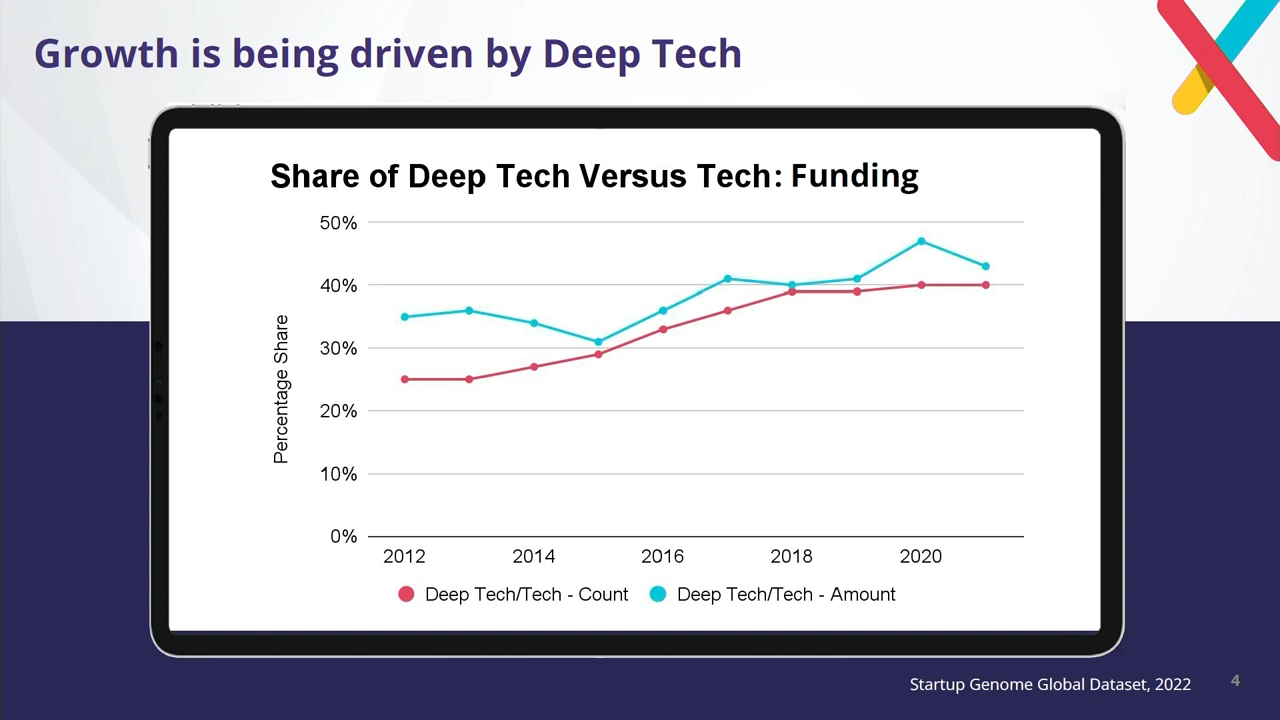 Growth is being driven by Deep Tech
Share of Deep Tech Versus Tech: Funding
50%
40%
30%
20%
10%
0%
Percentage Share
2012 2014 2016 2018 2020
Deep Tech/Tech - Count Deep Tech/Tech - Amount
Startup Genome Global Dataset, 2022 4